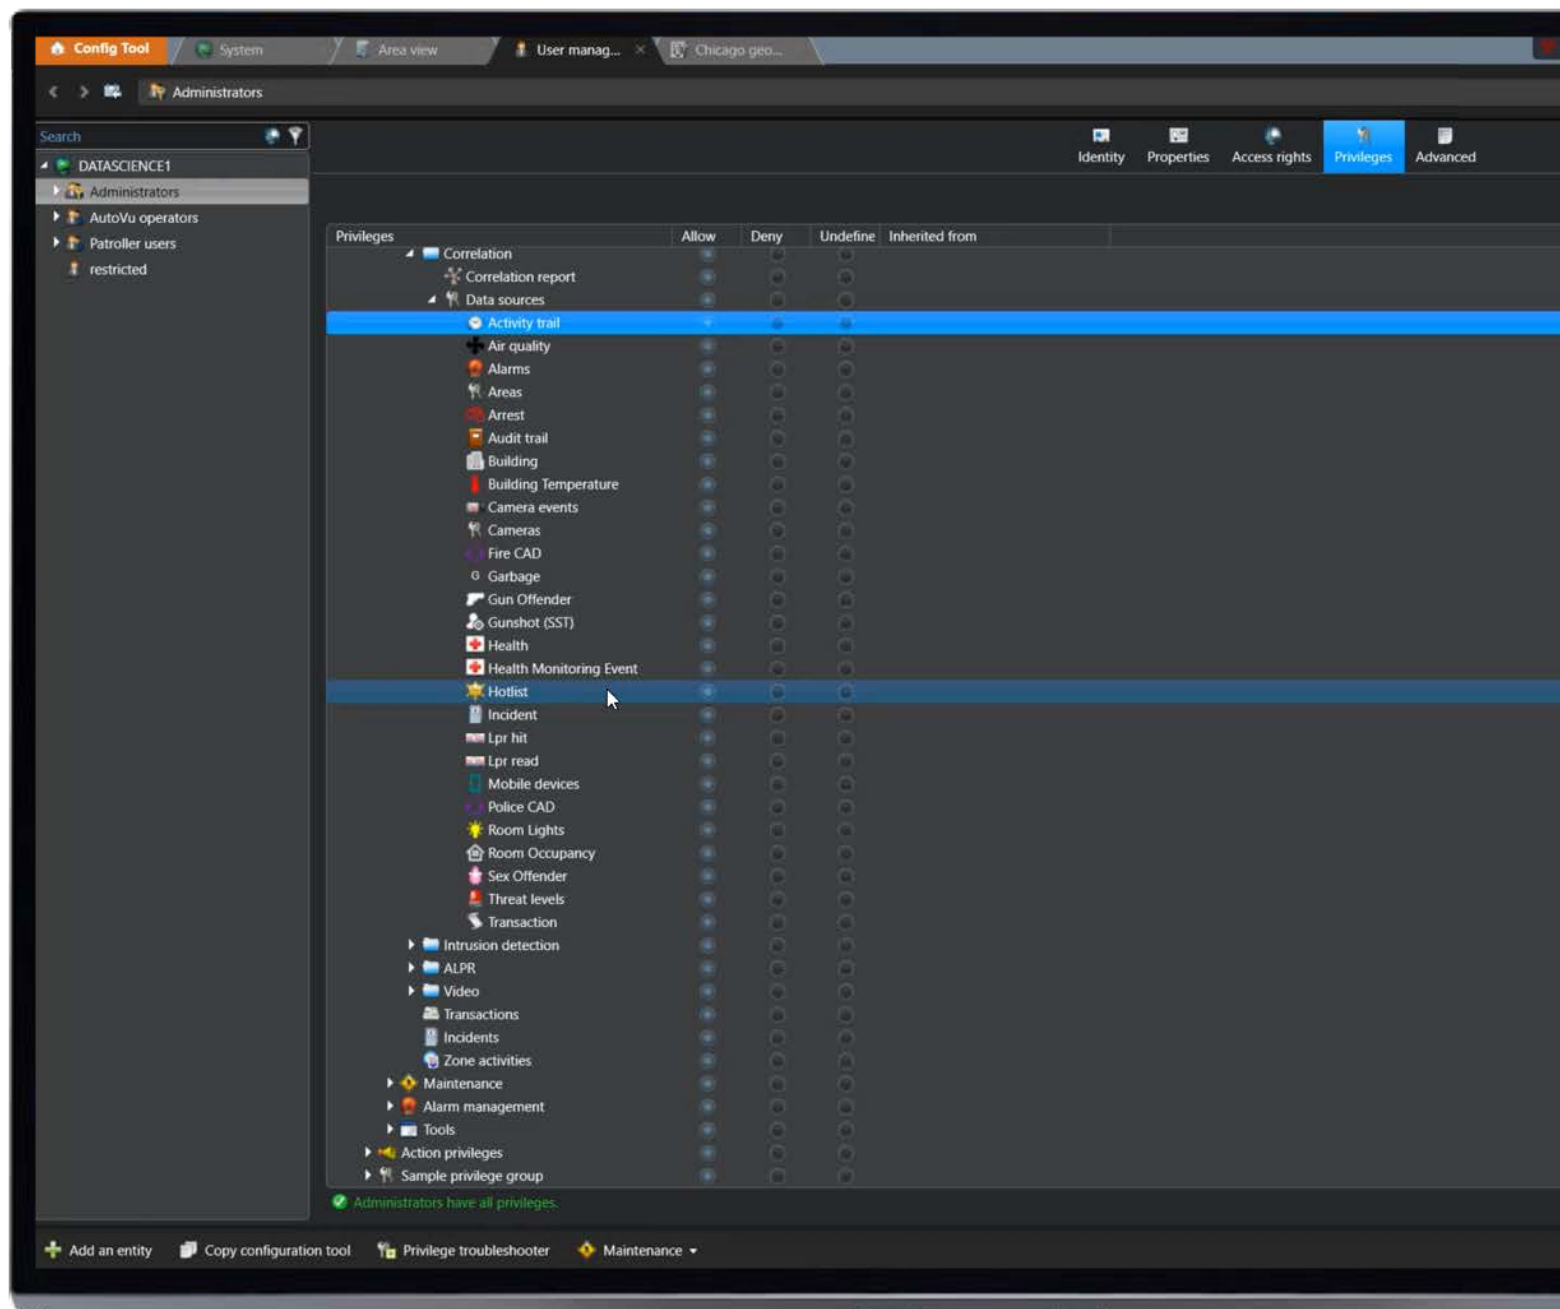 Config Tool
System
Area view
User manag...
Chicago geo...
Administrators
Search
DATASCIENCE1
Administrators
AutoVu operators
Patroller users
restricted
Identity
Properties
Access rights
Privileges
Advanced
Privileges Allow Deny Undefine Inherited from
Correlation
Correlation report
Data sources
Activity trail
Air quality
Alarms
Areas
Arrest
Audit trail
Building
Building Temperature
Camera events
Cameras
Fire CAD
G Garbage
Gun Offender
Gunshot (SST)
Health
Health Monitoring Event
Hotlist
Incident
Lpr hit
Lpr read
Mobile devices
Police CAD
Room Lights
Room Occupancy
Sex Offender
Threat levels
Transaction
Intrusion detection
ALPR
Video
Transactions
Incidents
Zone activities
Maintenance
Alarm management
Tools
Action privileges
Sample privilege group
Administrators have all privileges.
Add an entity
Copy configuration tool
Privilege troubleshooter
Maintenance